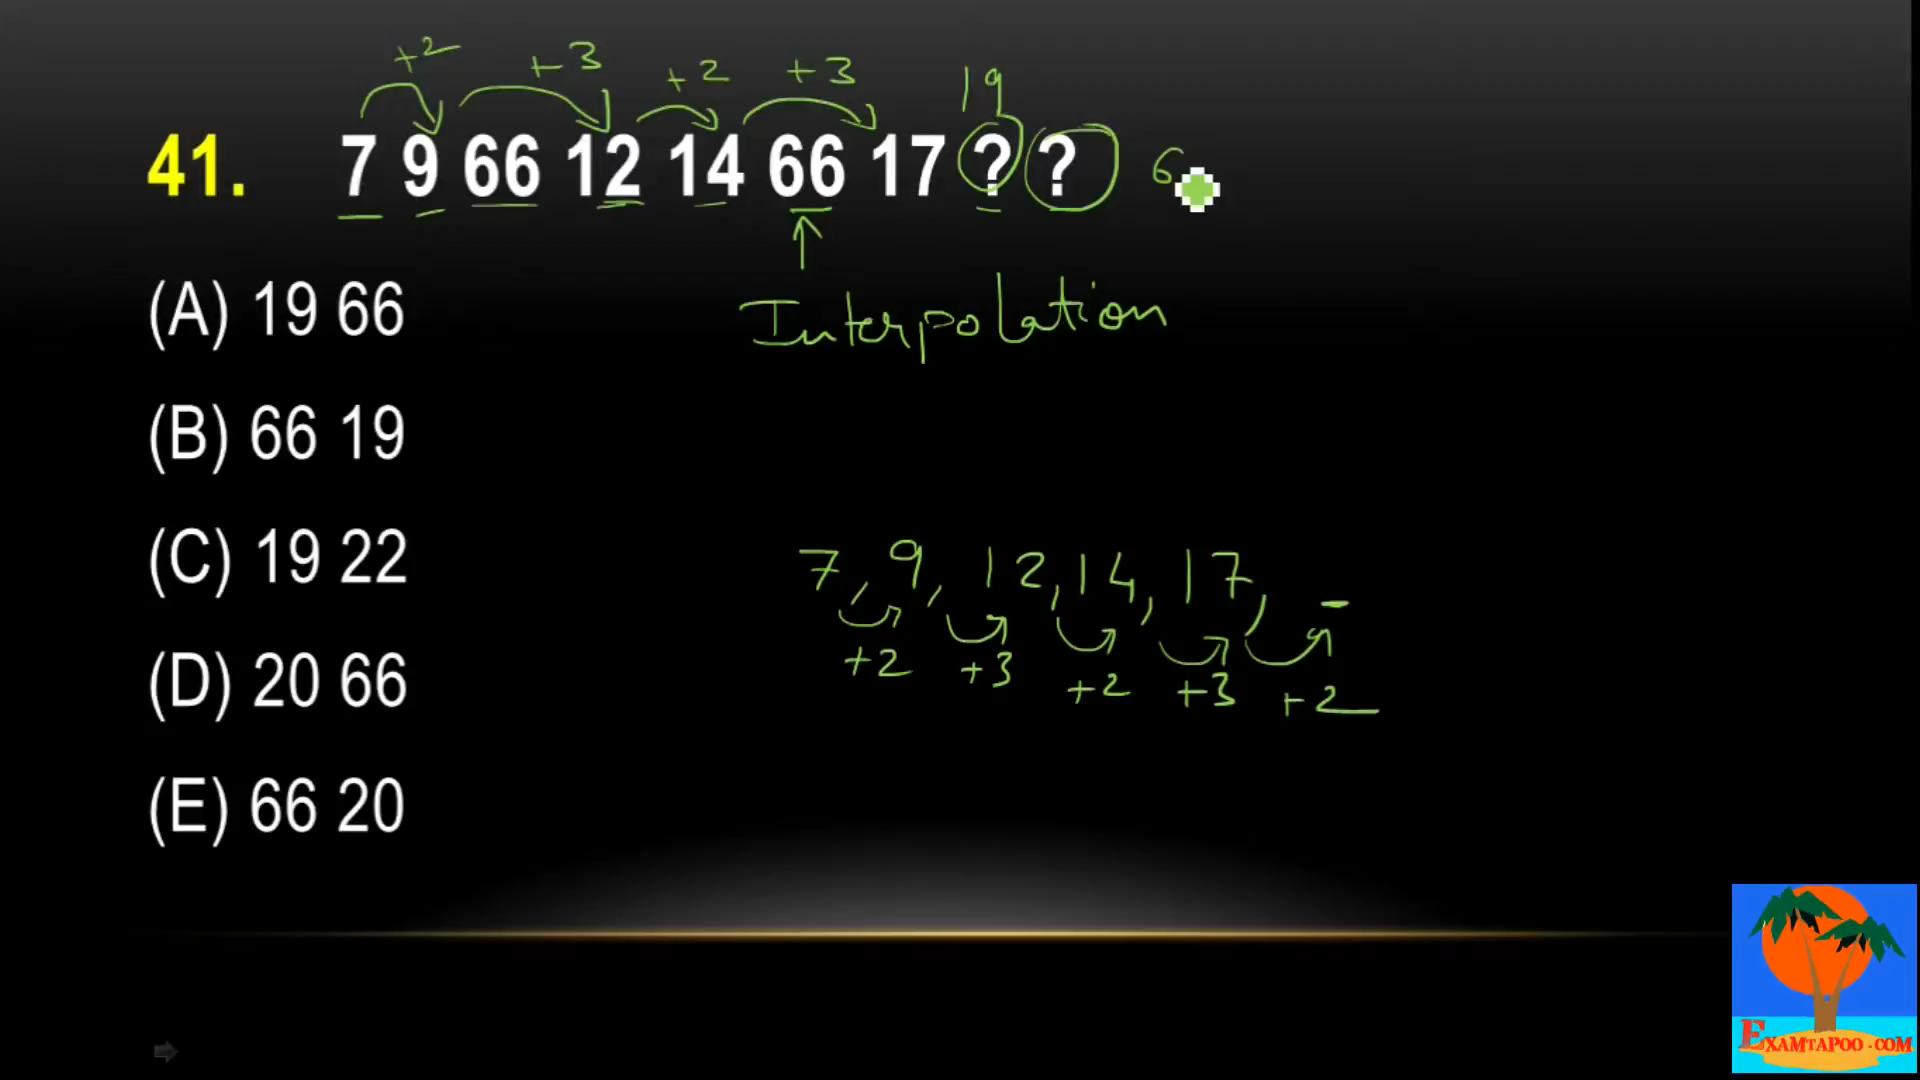 +2 +3 +2 +3 19
41. 7 9 66 12 14 66 17 ? ? 6
Interpolation
(A) 19 66
(B) 66 19
(C) 19 22
(D) 20 66
(E) 66 20
7, 9, 12, 14, 17, -
+2 +3 +2 +3 +2
EXAMTAPOO.COM